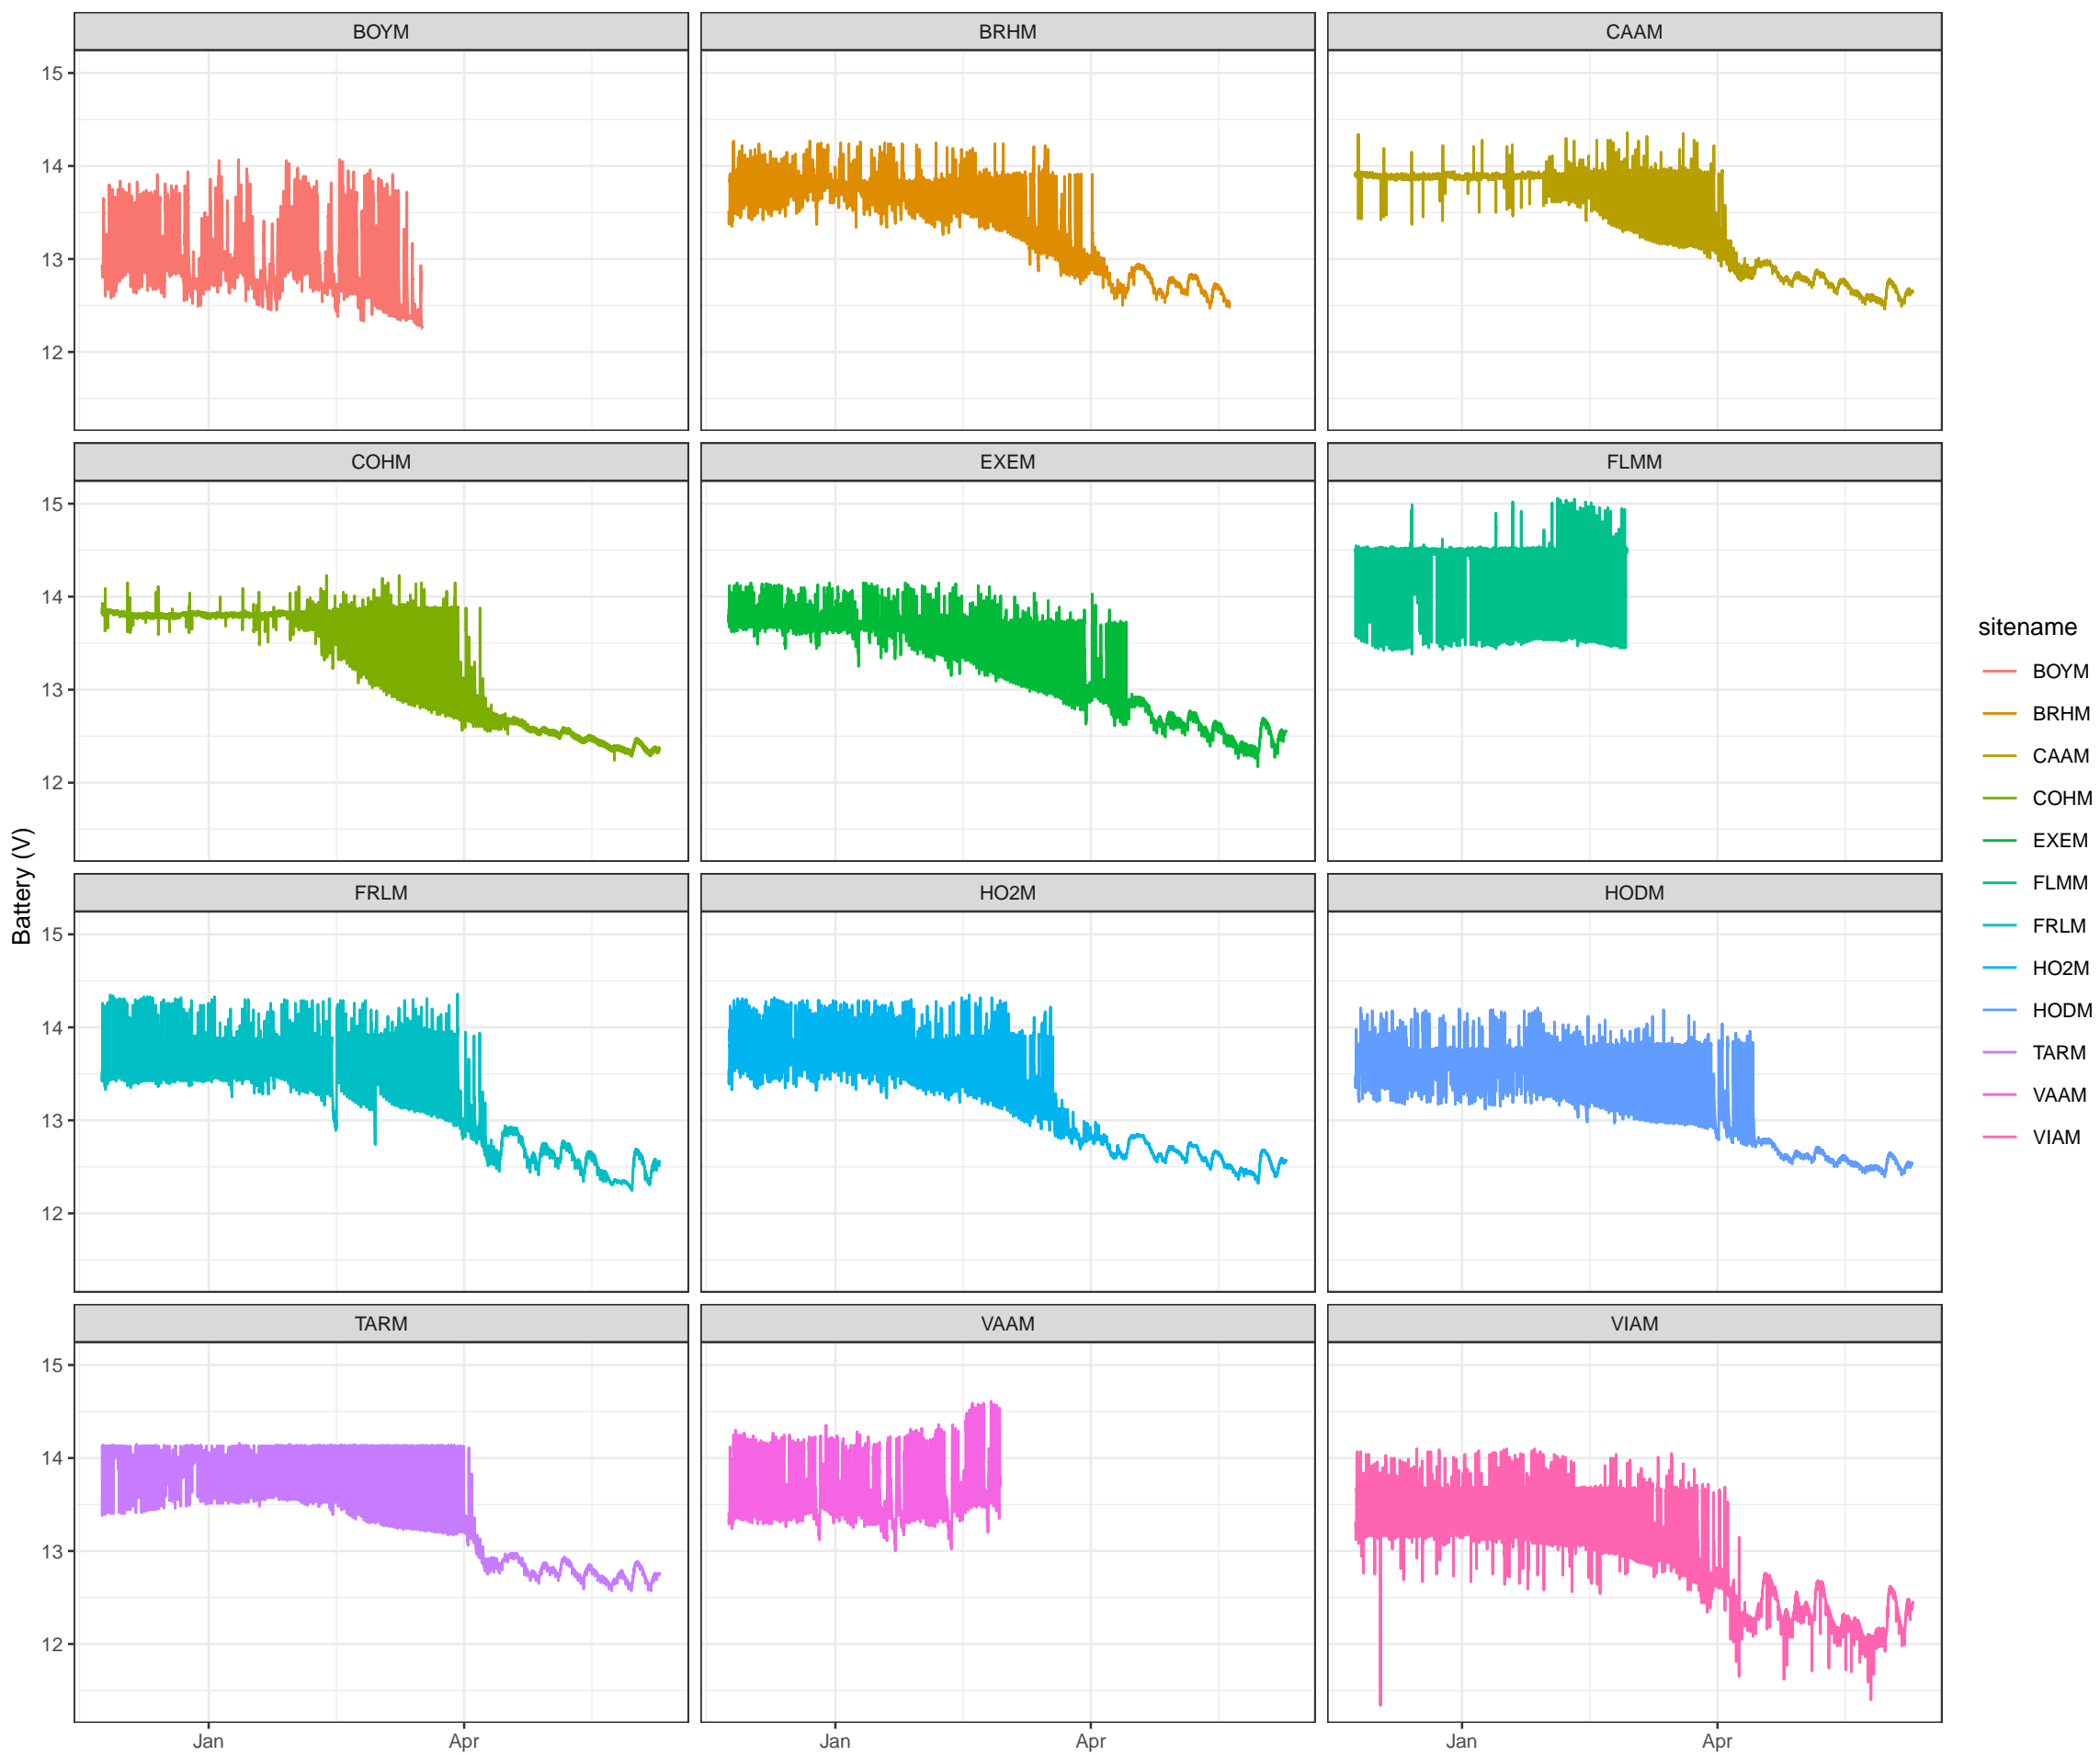 BOYM BRHM CAAM
15
14
13
12
COHM EXEM FLMM
15
14
13
12
Battery (V)
FRLM HO2M HODM
15
14
13
12
TARM VAAM VIAM
15
14
13
12
Jan Apr Jan Apr Jan Apr
sitename
BOYM
BRHM
CAAM
COHM
EXEM
FLMM
FRLM
HO2M
HODM
TARM
VAAM
VIAM